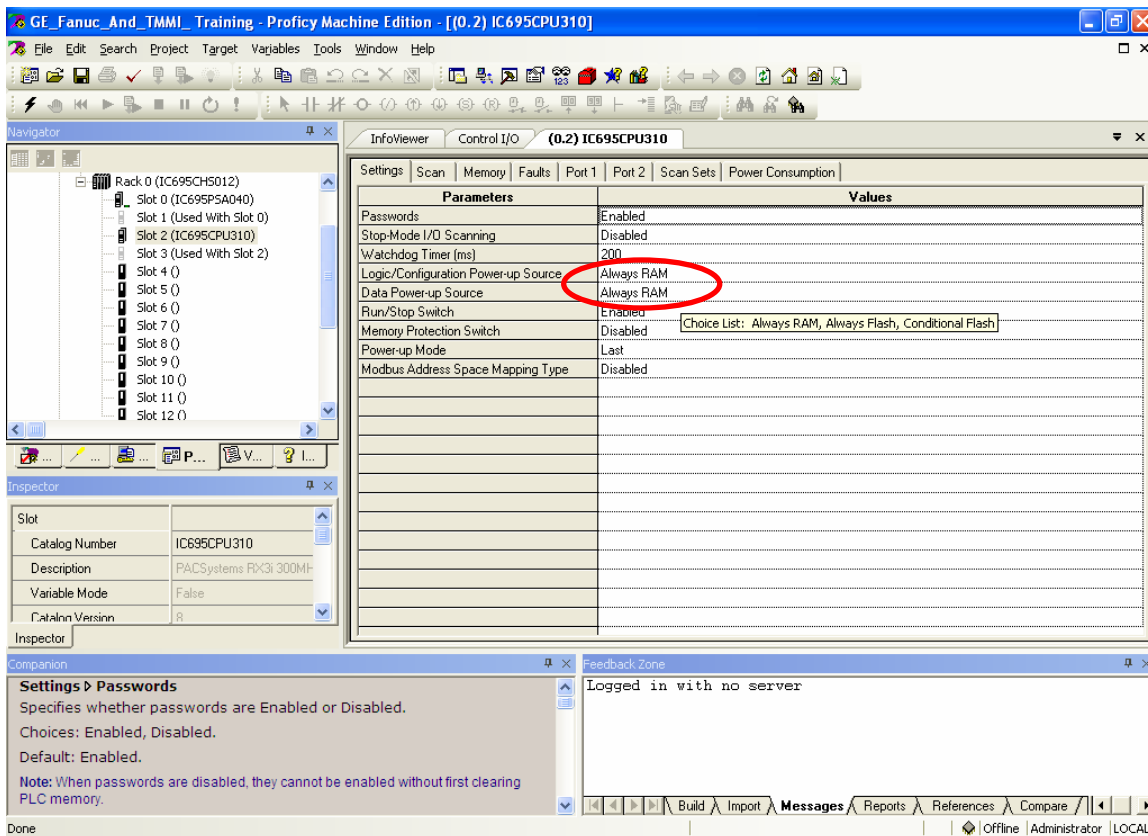 GE_Fanuc_And_TMMI_ Training - Proficy Machine Edition - [(0.2) IC695CPU310]
File Edit Search Project Target Variables Tools Window Help
Navigator
InfoViewer Control I/O (0.2) IC695CPU310
Settings Scan Memory Faults Port 1 Port 2 Scan Sets Power Consumption
Rack 0 (IC695CHS012)
Slot 0 (IC695PSA040)
Slot 1 (Used With Slot 0)
Slot 2 (IC695CPU310)
Slot 3 (Used With Slot 2)
Slot 4 ()
Slot 5 ()
Slot 6 ()
Slot 7 ()
Slot 8 ()
Slot 9 ()
Slot 10 ()
Slot 11 ()
Slot 12 ()
... ... ... P... V... I...
Parameters Values
Passwords Enabled
Stop-Mode I/O Scanning Disabled
Watchdog Timer (ms) 200
Logic/Configuration Power-up Source Always RAM
Data Power-up Source Always RAM
Run/Stop Switch Enabled
Choice List: Always RAM, Always Flash, Conditional Flash
Memory Protection Switch Disabled
Power-up Mode Last
Modbus Address Space Mapping Type Disabled
Inspector
Slot
Catalog Number IC695CPU310
Description PACSystems RX3i 300MH
Variable Mode False
Catalog Version 8
Inspector
Companion
Settings Passwords
Specifies whether passwords are Enabled or Disabled.
Choices: Enabled, Disabled.
Default: Enabled.
Note: When passwords are disabled, they cannot be enabled without first clearing
PLC memory.
Feedback Zone
Logged in with no server
Build Import Messages Reports References Compare
Done Offline Administrator LOCAL